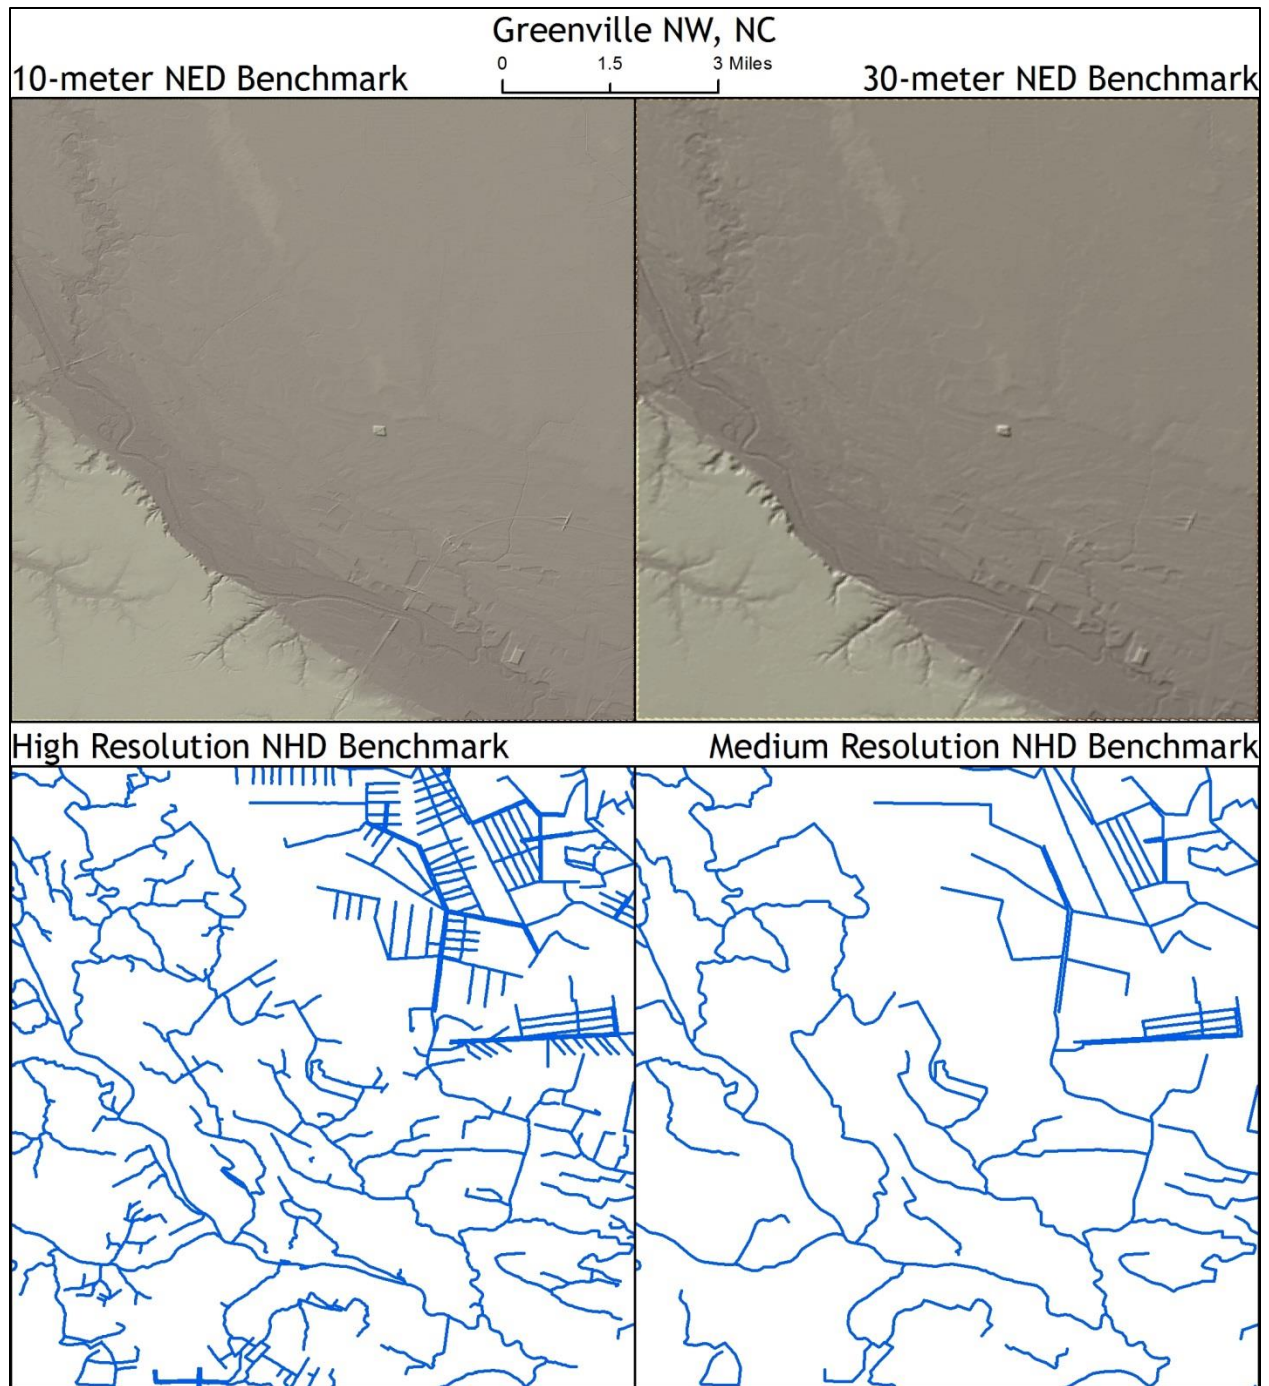 Greenville NW, NC
0 1.5 3 Miles
10-meter NED Benchmark
30-meter NED Benchmark
High Resolution NHD Benchmark
Medium Resolution NHD Benchmark